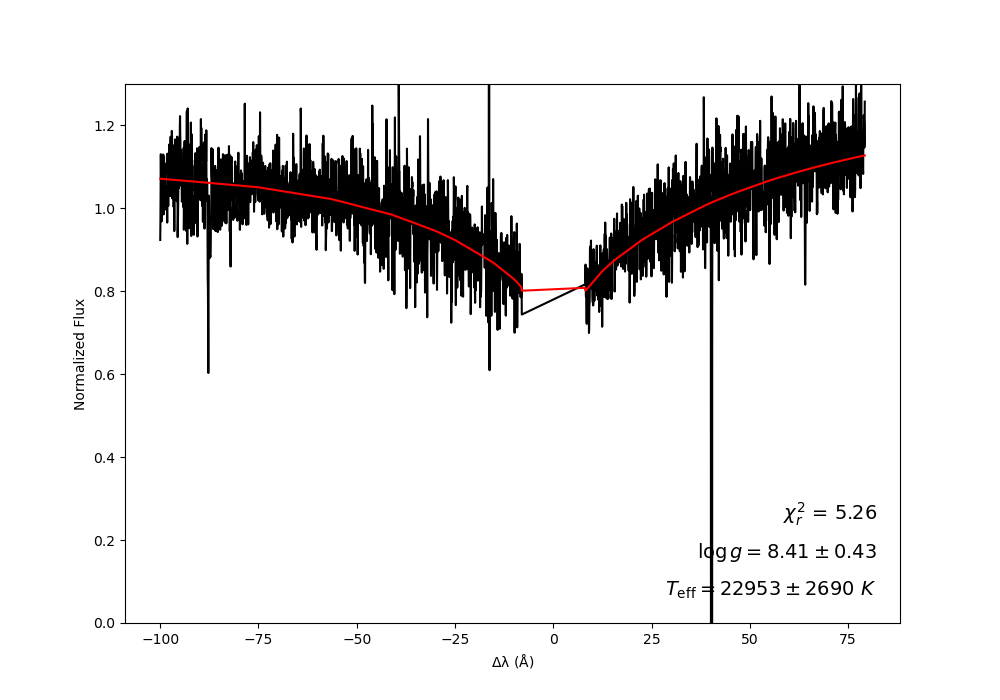 1.2
1.0
0.8
0.6
0.4
0.2
0.0
Normalized Flux
χ²ᵣ = 5.26
log g = 8.41 ± 0.43
T_eff = 22953 ± 2690 K
−100 −75 −50 −25 0 25 50 75
Δλ (Å)